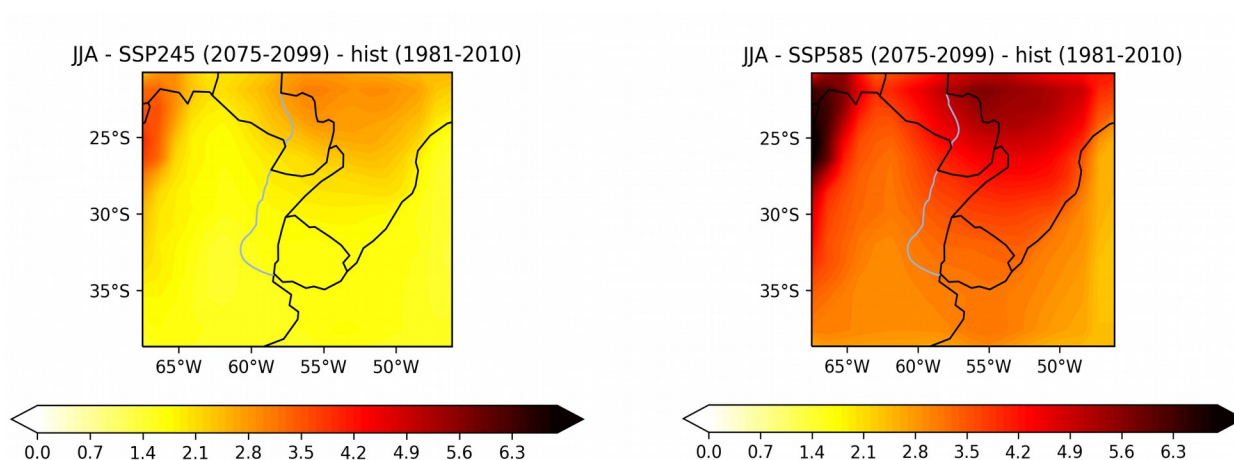 JJA - SSP245 (2075-2099) - hist (1981-2010)
25°S
30°S
35°S
65°W 60°W 55°W 50°W
0.0 0.7 1.4 2.1 2.8 3.5 4.2 4.9 5.6 6.3
JJA - SSP585 (2075-2099) - hist (1981-2010)
25°S
30°S
35°S
65°W 60°W 55°W 50°W
0.0 0.7 1.4 2.1 2.8 3.5 4.2 4.9 5.6 6.3